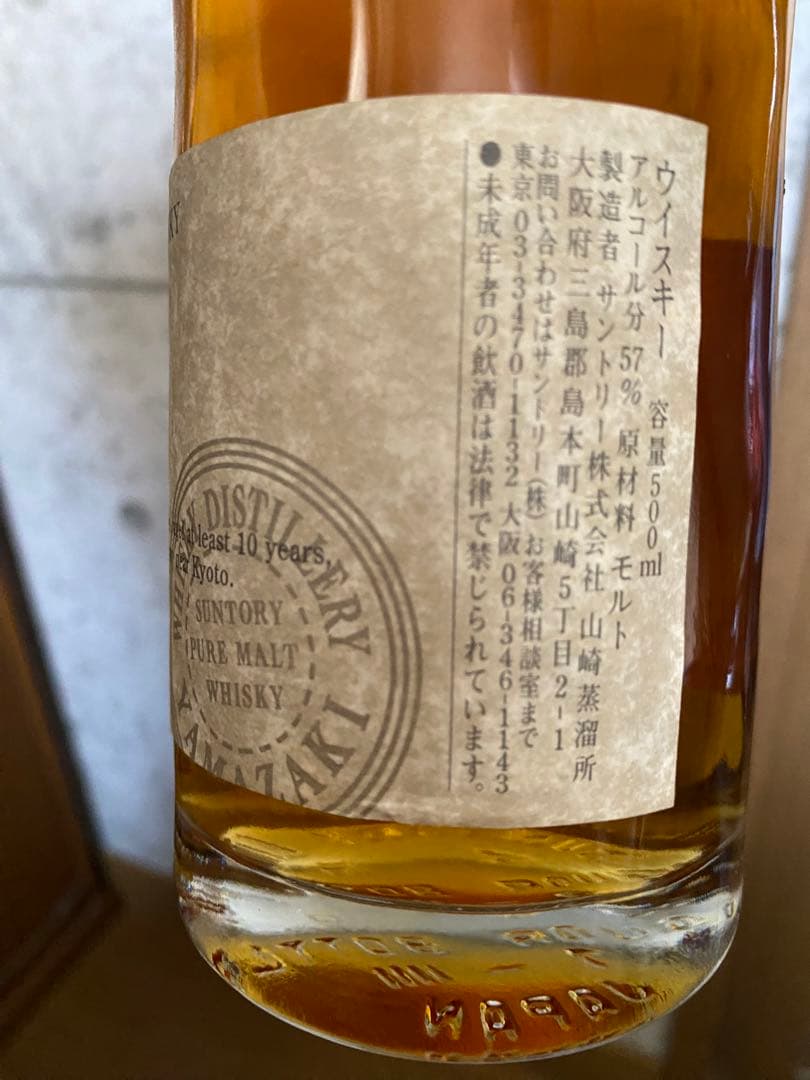 ウイスキー 容量500ml
アルコール分 57% 原材料 モルト
製造者 サントリー株式会社 山崎蒸溜所
大阪府三島郡島本町山崎5丁目2-1
お問い合わせはサントリー(株)お客様相談室まで
東京03-3470-1132 大阪06-346-1143
●未成年者の飲酒は法律で禁じられています。
least 10 years,
Kyoto.
DISTILLERY
SUNTORY
PURE MALT
WHISKY
YAMAZAKI
JAPAN